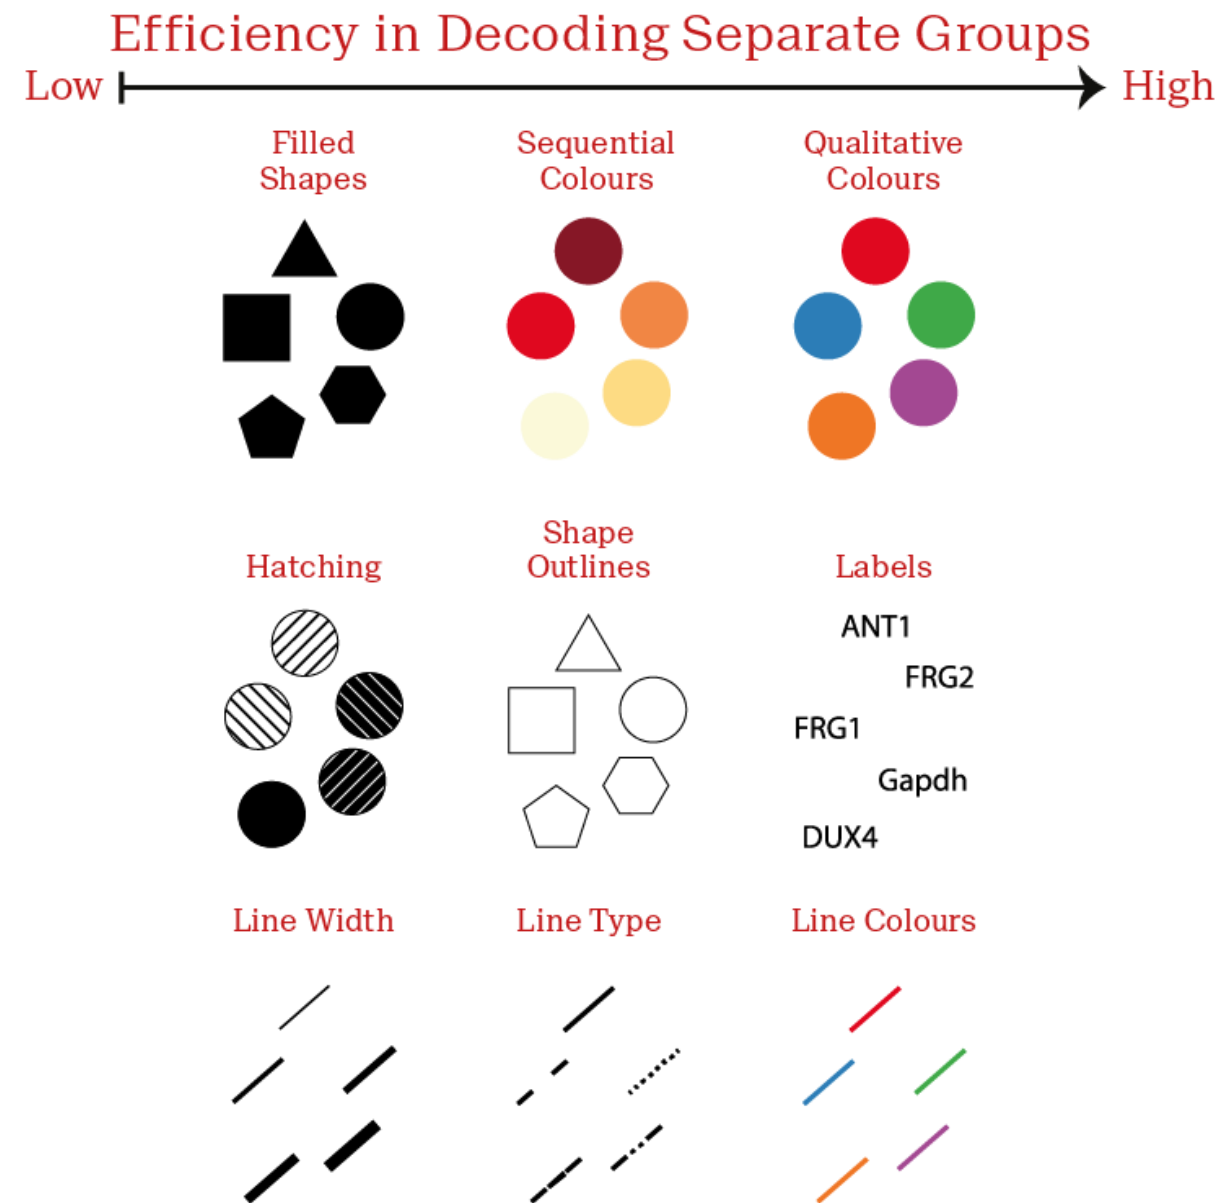 Efficiency in Decoding Separate Groups
Low High
Filled
Shapes
Sequential
Colours
Qualitative
Colours
Hatching
Shape
Outlines
Labels
ANT1
FRG2
FRG1
Gapdh
DUX4
Line Width
Line Type
Line Colours